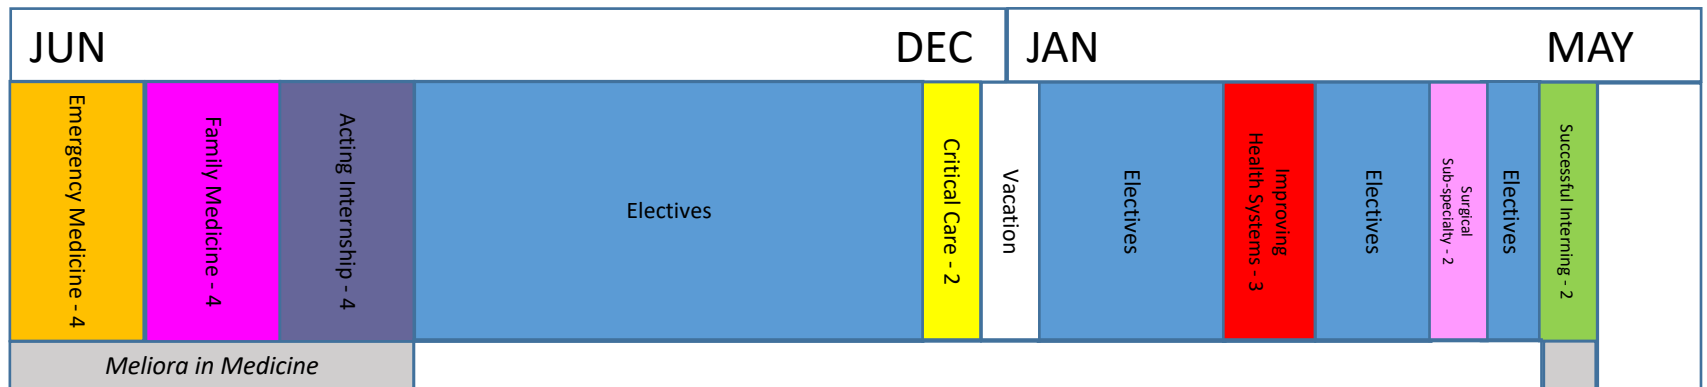 JUN
DEC
JAN
MAY
Emergency Medicine - 4
Family Medicine - 4
Acting Internship - 4
Electives
Critical Care - 2
Vacation
Electives
Improving
Health Systems - 3
Electives
Surgical
Sub-specialty - 2
Electives
Successful Interning - 2
Meliora in Medicine